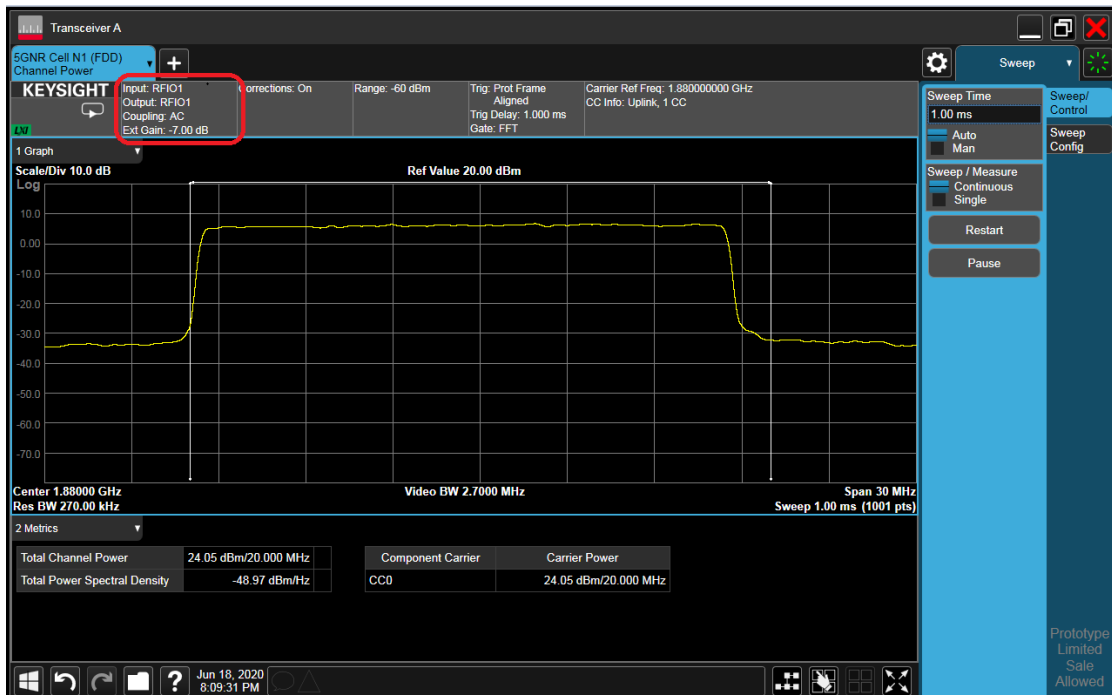 Transceiver A
5GNR Cell N1 (FDD)
Channel Power
+
Sweep
KEYSIGHT
LXI
Input: RFIO1
Output: RFIO1
Coupling: AC
Ext Gain: -7.00 dB
Corrections: On
Range: -60 dBm
Trig: Prot Frame
Aligned
Trig Delay: 1.000 ms
Gate: FFT
Carrier Ref Freq: 1.880000000 GHz
CC Info: Uplink, 1 CC
Sweep Time
1.00 ms
Auto
Man
Sweep / Measure
Continuous
Single
Restart
Pause
Sweep/
Control
Sweep
Config
1 Graph
Scale/Div 10.0 dB
Ref Value 20.00 dBm
Log
10.0
0.00
-10.0
-20.0
-30.0
-40.0
-50.0
-60.0
-70.0
Center 1.88000 GHz
Video BW 2.7000 MHz
Span 30 MHz
Res BW 270.00 kHz
Sweep 1.00 ms (1001 pts)
2 Metrics
Total Channel Power 24.05 dBm/20.000 MHz
Total Power Spectral Density -48.97 dBm/Hz
Component Carrier Carrier Power
CC0 24.05 dBm/20.000 MHz
Prototype
Limited
Sale
Allowed
?
Jun 18, 2020
8:09:31 PM